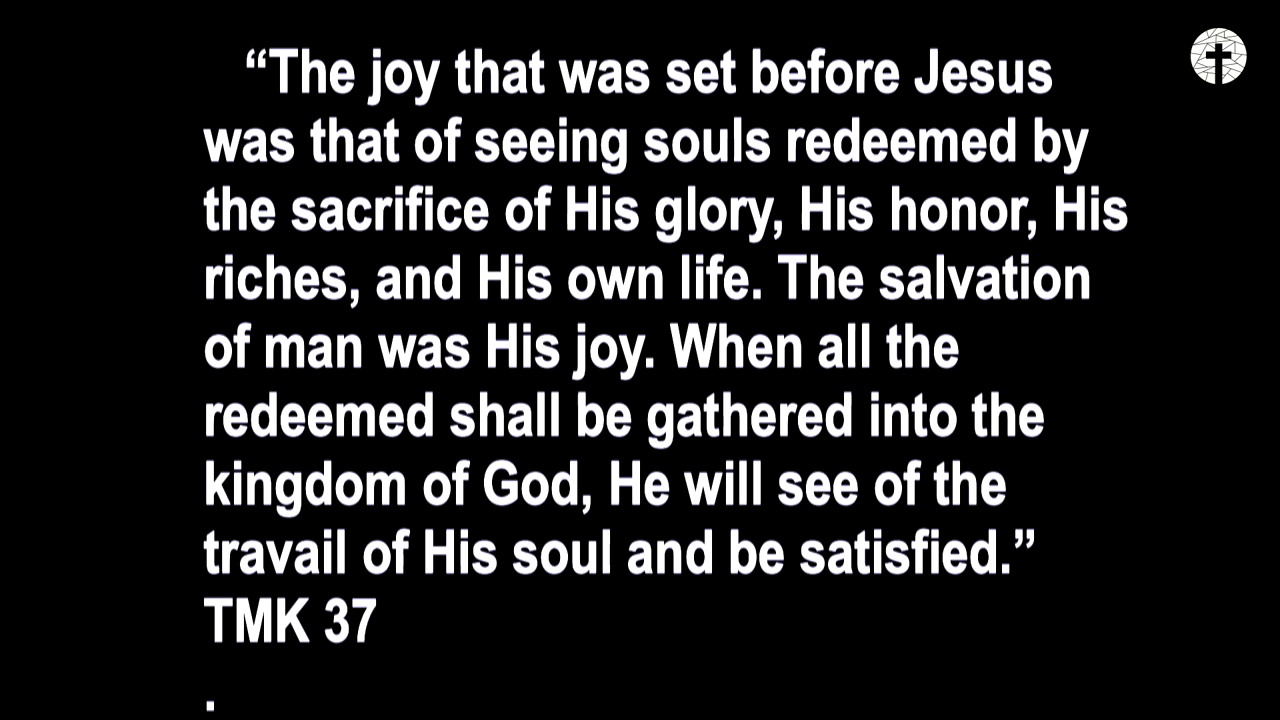 “The joy that was set before Jesus
was that of seeing souls redeemed by
the sacrifice of His glory, His honor, His
riches, and His own life. The salvation
of man was His joy. When all the
redeemed shall be gathered into the
kingdom of God, He will see of the
travail of His soul and be satisfied.”
TMK 37
.